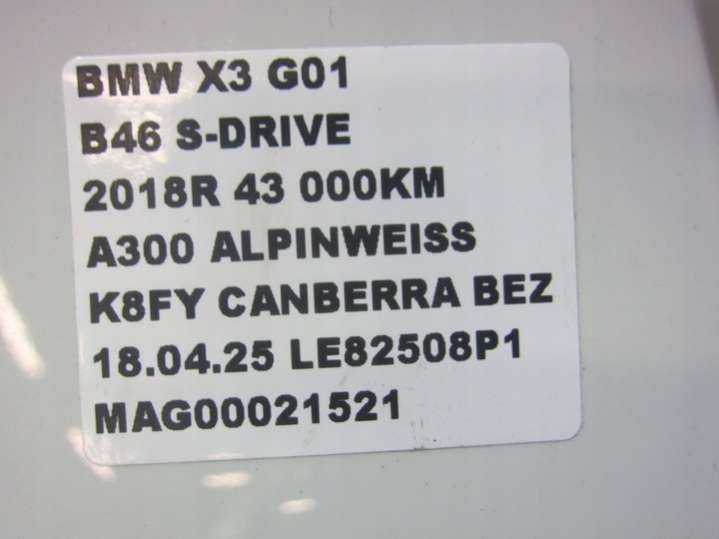 BMW X3 G01
B46 S-DRIVE
2018R 43 000KM
A300 ALPINWEISS
K8FY CANBERRA BEZ
18.04.25 LE82508P1
MAG00021521